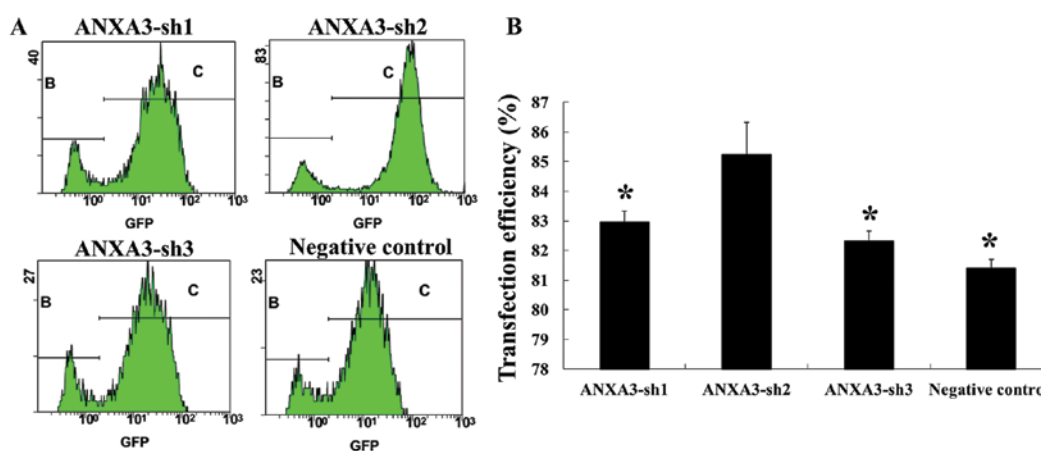 A
ANXA3-sh1
40
B
C
10⁰ 10¹ 10² 10³
GFP
ANXA3-sh2
83
B
C
10⁰ 10¹ 10² 10³
GFP
ANXA3-sh3
27
B
C
10⁰ 10¹ 10² 10³
GFP
Negative control
23
B
C
10⁰ 10¹ 10² 10³
GFP
B
Transfection efficiency (%)
87
86
85
84
83
82
81
80
79
78
*
*
*
ANXA3-sh1 ANXA3-sh2 ANXA3-sh3 Negative control